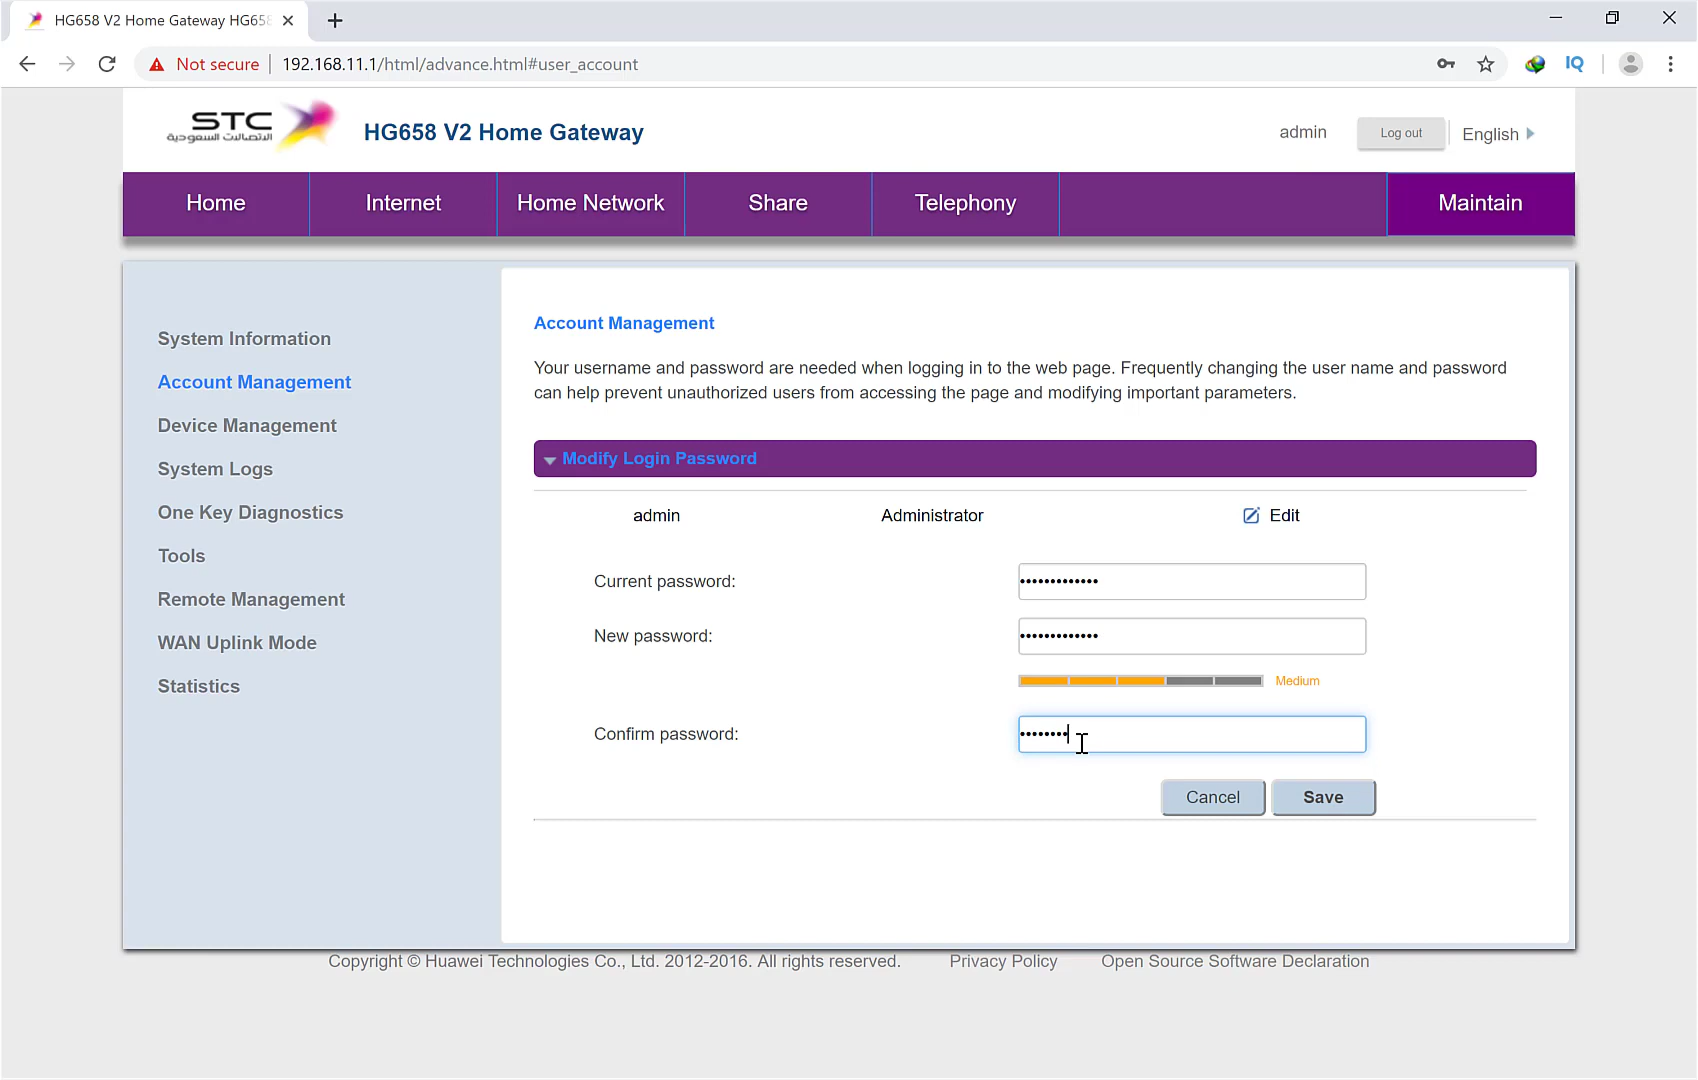 HG658 V2 Home Gateway HG658
Not secure
192.168.11.1/html/advance.html#user_account
IQ
STC
الاتصالات السعودية
HG658 V2 Home Gateway
admin
Log out
English
Home
Internet
Home Network
Share
Telephony
Maintain
System Information
Account Management
Device Management
System Logs
One Key Diagnostics
Tools
Remote Management
WAN Uplink Mode
Statistics
Account Management
Your username and password are needed when logging in to the web page. Frequently changing the user name and password
can help prevent unauthorized users from accessing the page and modifying important parameters.
Modify Login Password
admin
Administrator
Edit
Current password:
•••••••••••••
New password:
•••••••••••••
Medium
Confirm password:
••••••••
Cancel
Save
Copyright © Huawei Technologies Co., Ltd. 2012-2016. All rights reserved.
Privacy Policy
Open Source Software Declaration